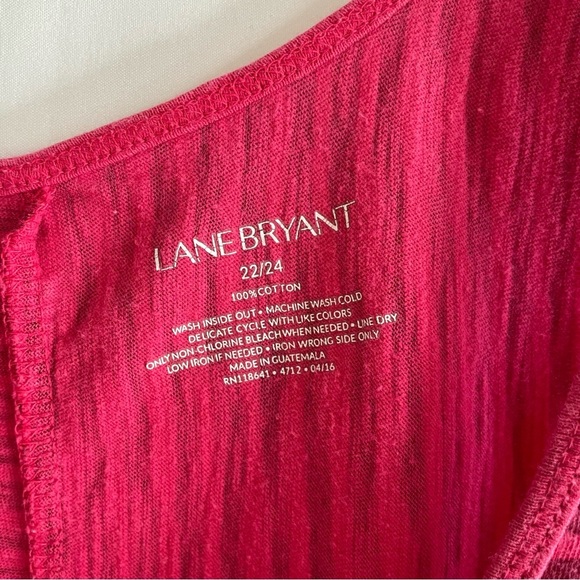 LANE BRYANT
22/24
100% COTTON
WASH INSIDE OUT • MACHINE WASH COLD
DELICATE CYCLE WITH LIKE COLORS
ONLY NON-CHLORINE BLEACH WHEN NEEDED • LINE DRY
LOW IRON IF NEEDED • IRON WRONG SIDE ONLY
MADE IN GUATEMALA
RN118641 • 4712 • 04/16